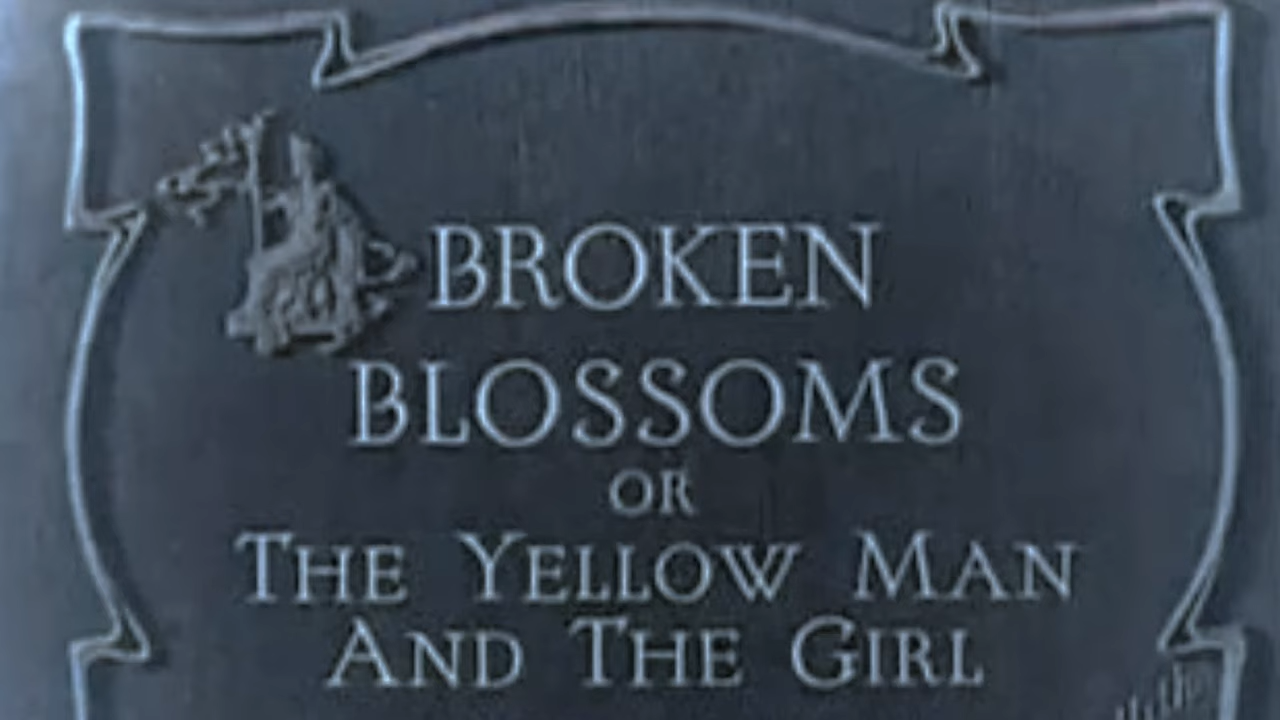 BROKEN
BLOSSOMS
OR
THE YELLOW MAN
AND THE GIRL